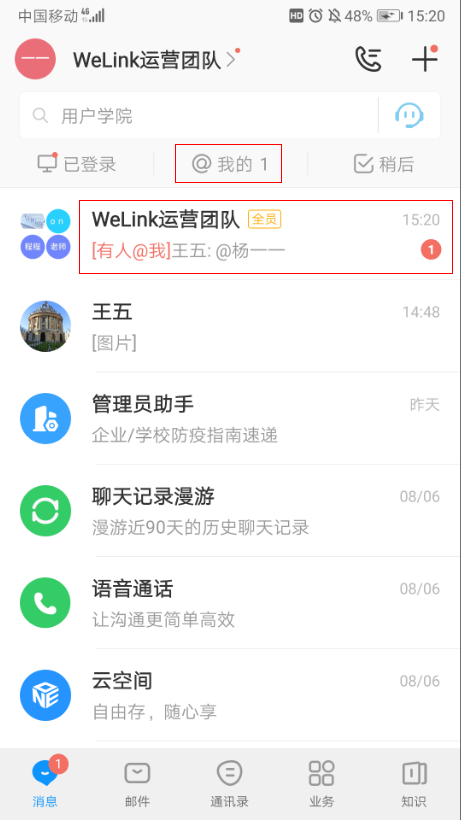 中国移动 46 HD 48% 15:20
一一 WeLink运营团队
用户学院
已登录 @我的 1 稍后
on 程程 老师
WeLink运营团队 全员 15:20
[有人@我]王五: @杨一一 1
王五 14:48
[图片]
管理员助手 昨天
企业/学校防疫指南速递
聊天记录漫游 08/06
漫游近90天的历史聊天记录
语音通话 08/06
让沟通更简单高效
NE 云空间 08/06
自由存，随心享
1
消息 邮件 通讯录 业务 知识